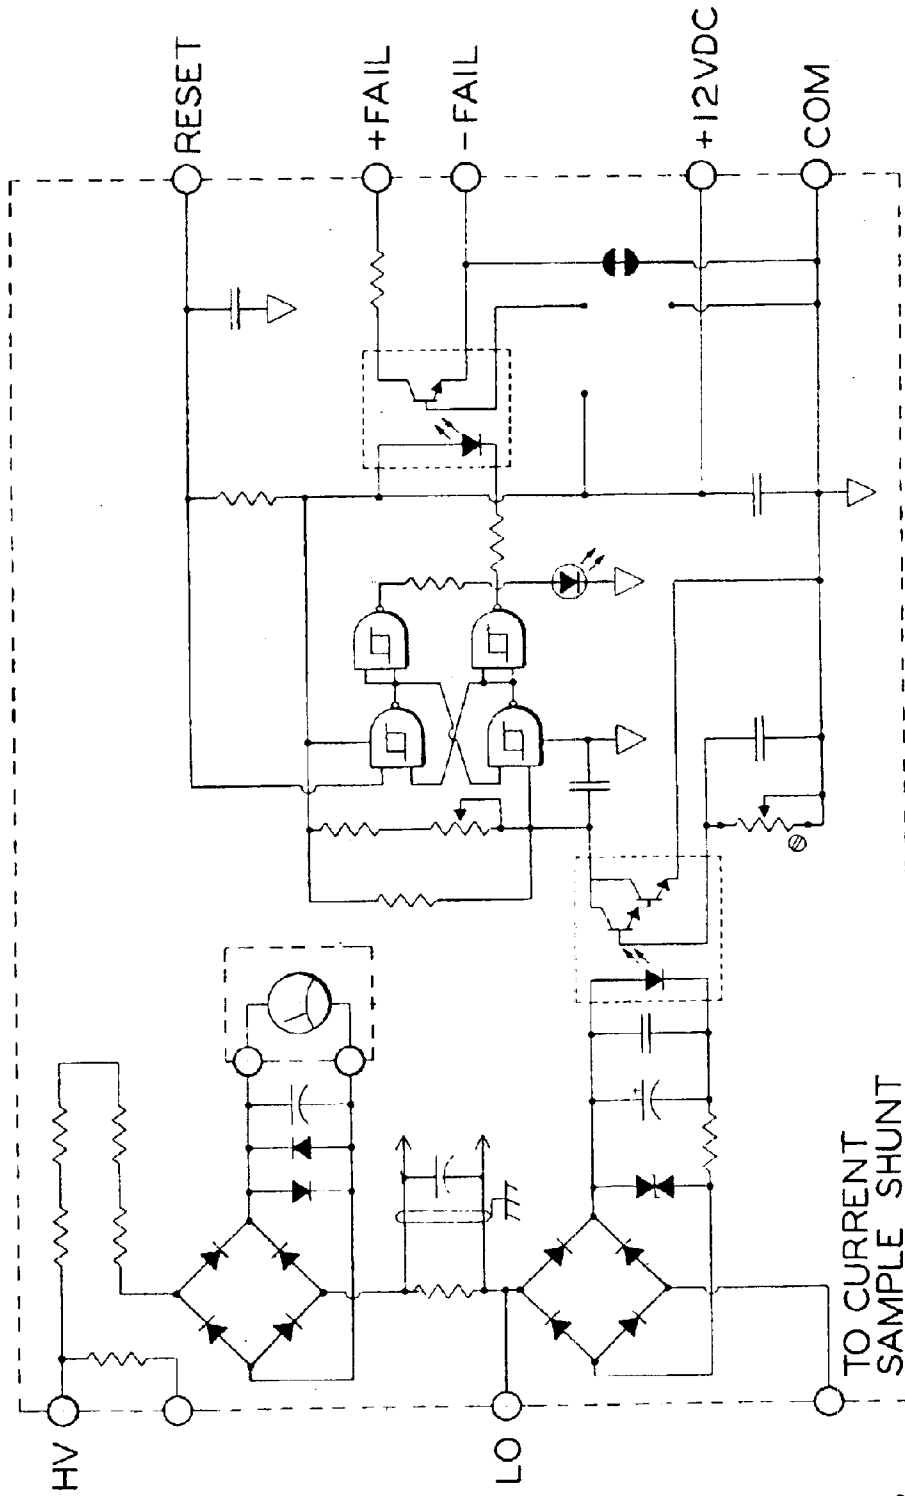 RESET
+FAIL
-FAIL
+12VDC
COM
HV
LO
TO CURRENT
SAMPLE SHUNT